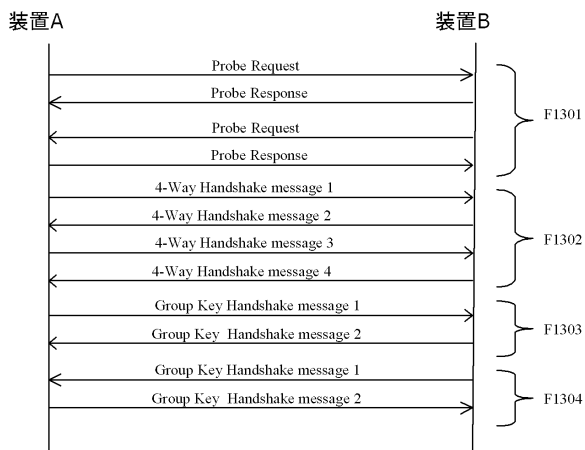 装置A
装置B
Probe Request
Probe Response
Probe Request
Probe Response
F1301
4-Way Handshake message 1
4-Way Handshake message 2
4-Way Handshake message 3
4-Way Handshake message 4
F1302
Group Key Handshake message 1
Group Key Handshake message 2
F1303
Group Key Handshake message 1
Group Key Handshake message 2
F1304